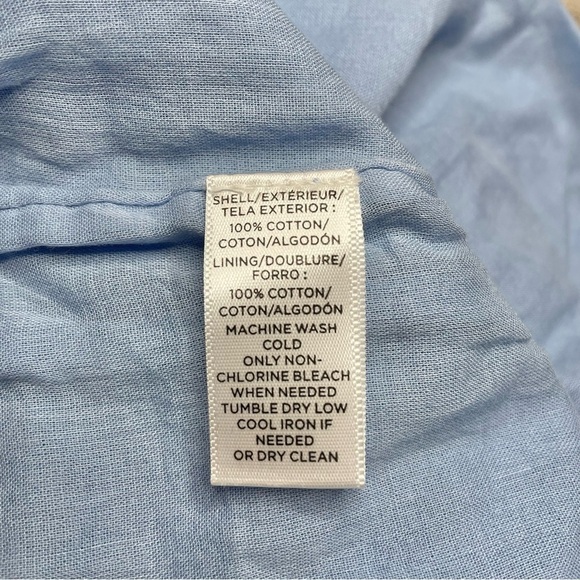 SHELL/EXTÉRIEUR/
TELA EXTERIOR :
100% COTTON/
COTON/ALGODÓN
LINING/DOUBLURE/
FORRO :
100% COTTON/
COTON/ALGODÓN
MACHINE WASH
COLD
ONLY NON-
CHLORINE BLEACH
WHEN NEEDED
TUMBLE DRY LOW
COOL IRON IF
NEEDED
OR DRY CLEAN